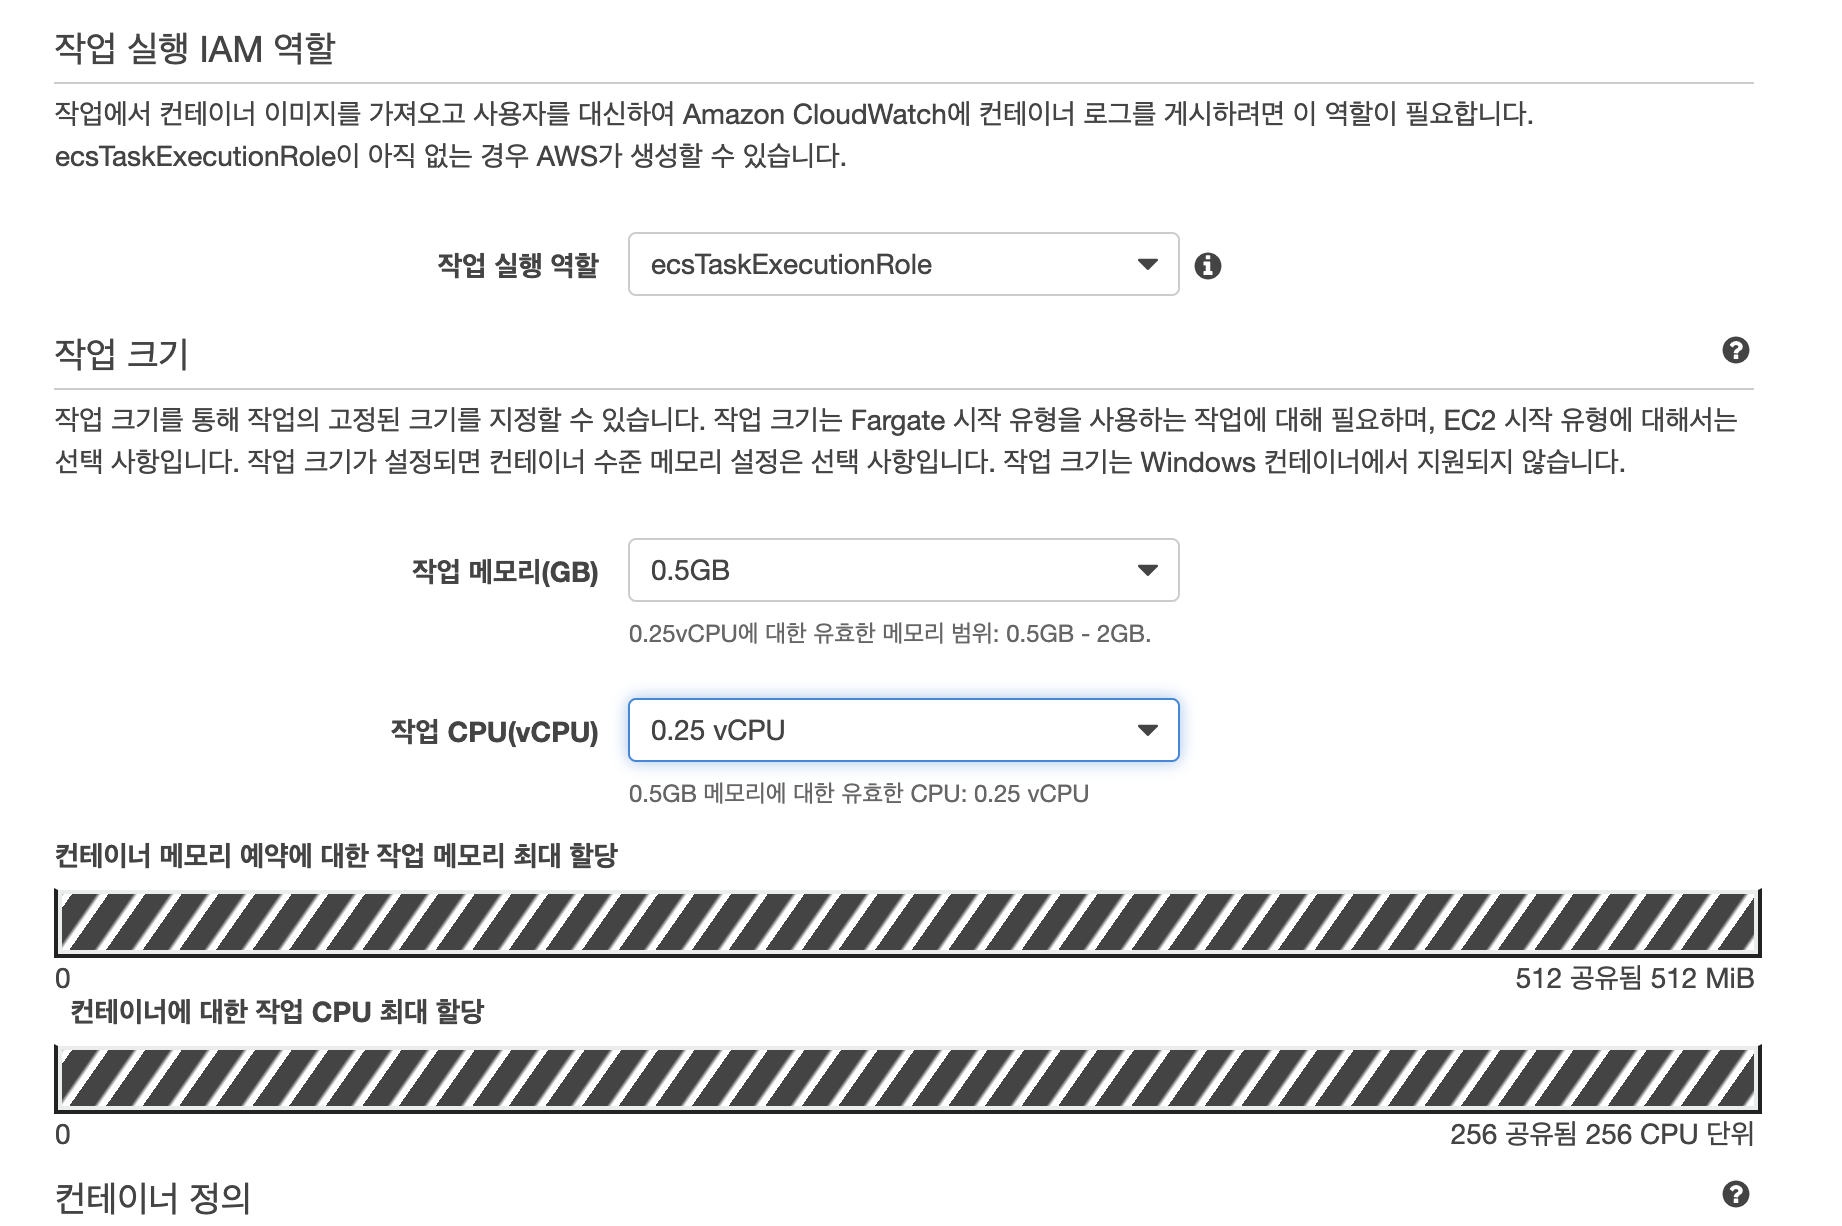 작업 실행 IAM 역할
작업에서 컨테이너 이미지를 가져오고 사용자를 대신하여 Amazon CloudWatch에 컨테이너 로그를 게시하려면 이 역할이 필요합니다.
ecsTaskExecutionRole이 아직 없는 경우 AWS가 생성할 수 있습니다.
작업 실행 역할 ecsTaskExecutionRole
작업 크기
작업 크기를 통해 작업의 고정된 크기를 지정할 수 있습니다. 작업 크기는 Fargate 시작 유형을 사용하는 작업에 대해 필요하며, EC2 시작 유형에 대해서는
선택 사항입니다. 작업 크기가 설정되면 컨테이너 수준 메모리 설정은 선택 사항입니다. 작업 크기는 Windows 컨테이너에서 지원되지 않습니다.
작업 메모리(GB) 0.5GB
0.25vCPU에 대한 유효한 메모리 범위: 0.5GB - 2GB.
작업 CPU(vCPU) 0.25 vCPU
0.5GB 메모리에 대한 유효한 CPU: 0.25 vCPU
컨테이너 메모리 예약에 대한 작업 메모리 최대 할당
0 512 공유됨 512 MiB
컨테이너에 대한 작업 CPU 최대 할당
0 256 공유됨 256 CPU 단위
컨테이너 정의